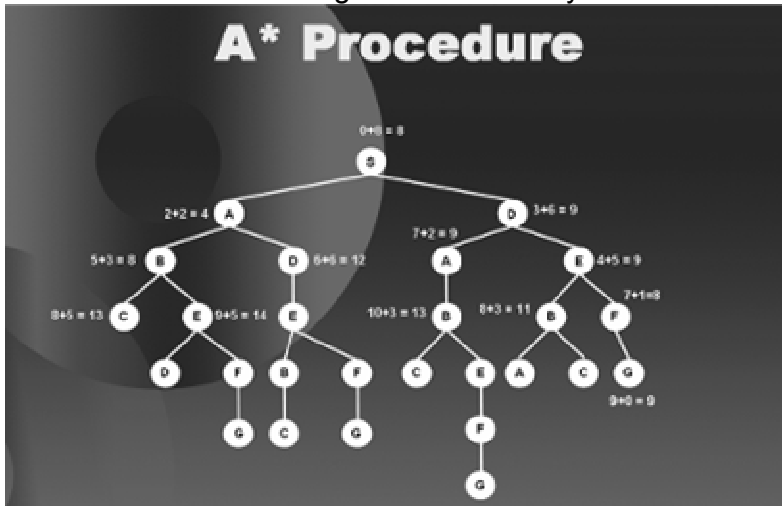 A* Procedure
0+8 = 8
S
2+2 = 4 A D 3+6 = 9
7+2 = 9
5+3 = 8 B D 6+6 = 12 A E 4+5 = 9
7+1=8
8+5 = 13 C E 9+5 = 14 E 10+3 = 13 B 8+3 = 11 B F
D F B F C E A C G
9+0 = 9
G C G F
G